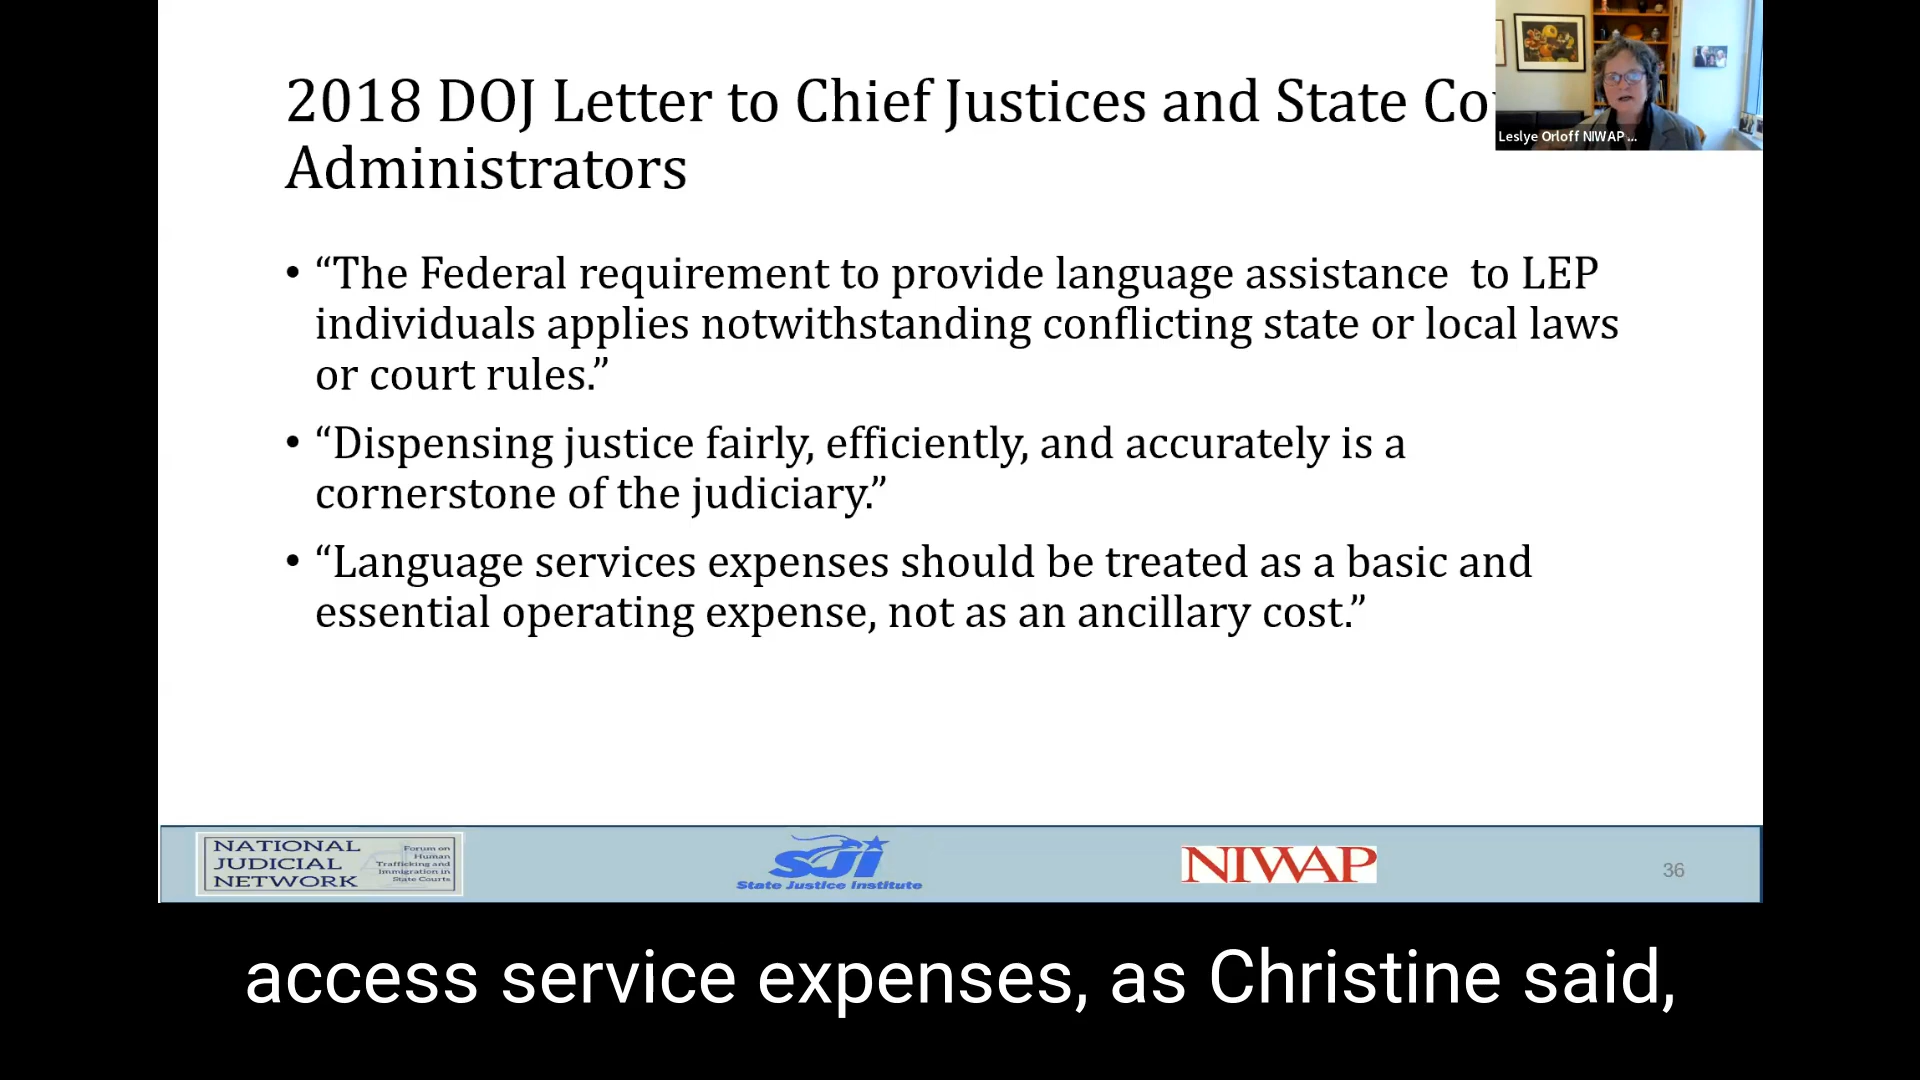 2018 DOJ Letter to Chief Justices and State Co
Administrators
Leslye Orloff NIWAP ...
• “The Federal requirement to provide language assistance  to LEP
individuals applies notwithstanding conflicting state or local laws
or court rules.”
• “Dispensing justice fairly, efficiently, and accurately is a
cornerstone of the judiciary.”
• “Language services expenses should be treated as a basic and
essential operating expense, not as an ancillary cost.”
NATIONAL
JUDICIAL
NETWORK
Forum on
Human
Trafficking and
Immigration in
State Courts
SJI
State Justice Institute
NIWAP
36
access service expenses, as Christine said,